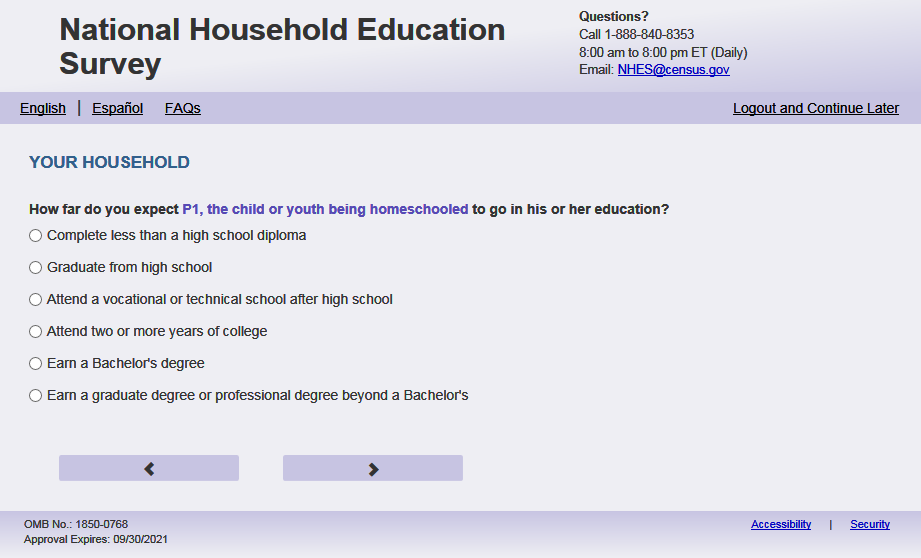 National Household Education
Survey
Questions?
Call 1-888-840-8353
8:00 am to 8:00 pm ET (Daily)
Email: NHES@census.gov
English | Español FAQs Logout and Continue Later
YOUR HOUSEHOLD
How far do you expect P1, the child or youth being homeschooled to go in his or her education?
Complete less than a high school diploma
Graduate from high school
Attend a vocational or technical school after high school
Attend two or more years of college
Earn a Bachelor's degree
Earn a graduate degree or professional degree beyond a Bachelor's
OMB No.: 1850-0768
Approval Expires: 09/30/2021
Accessibility | Security